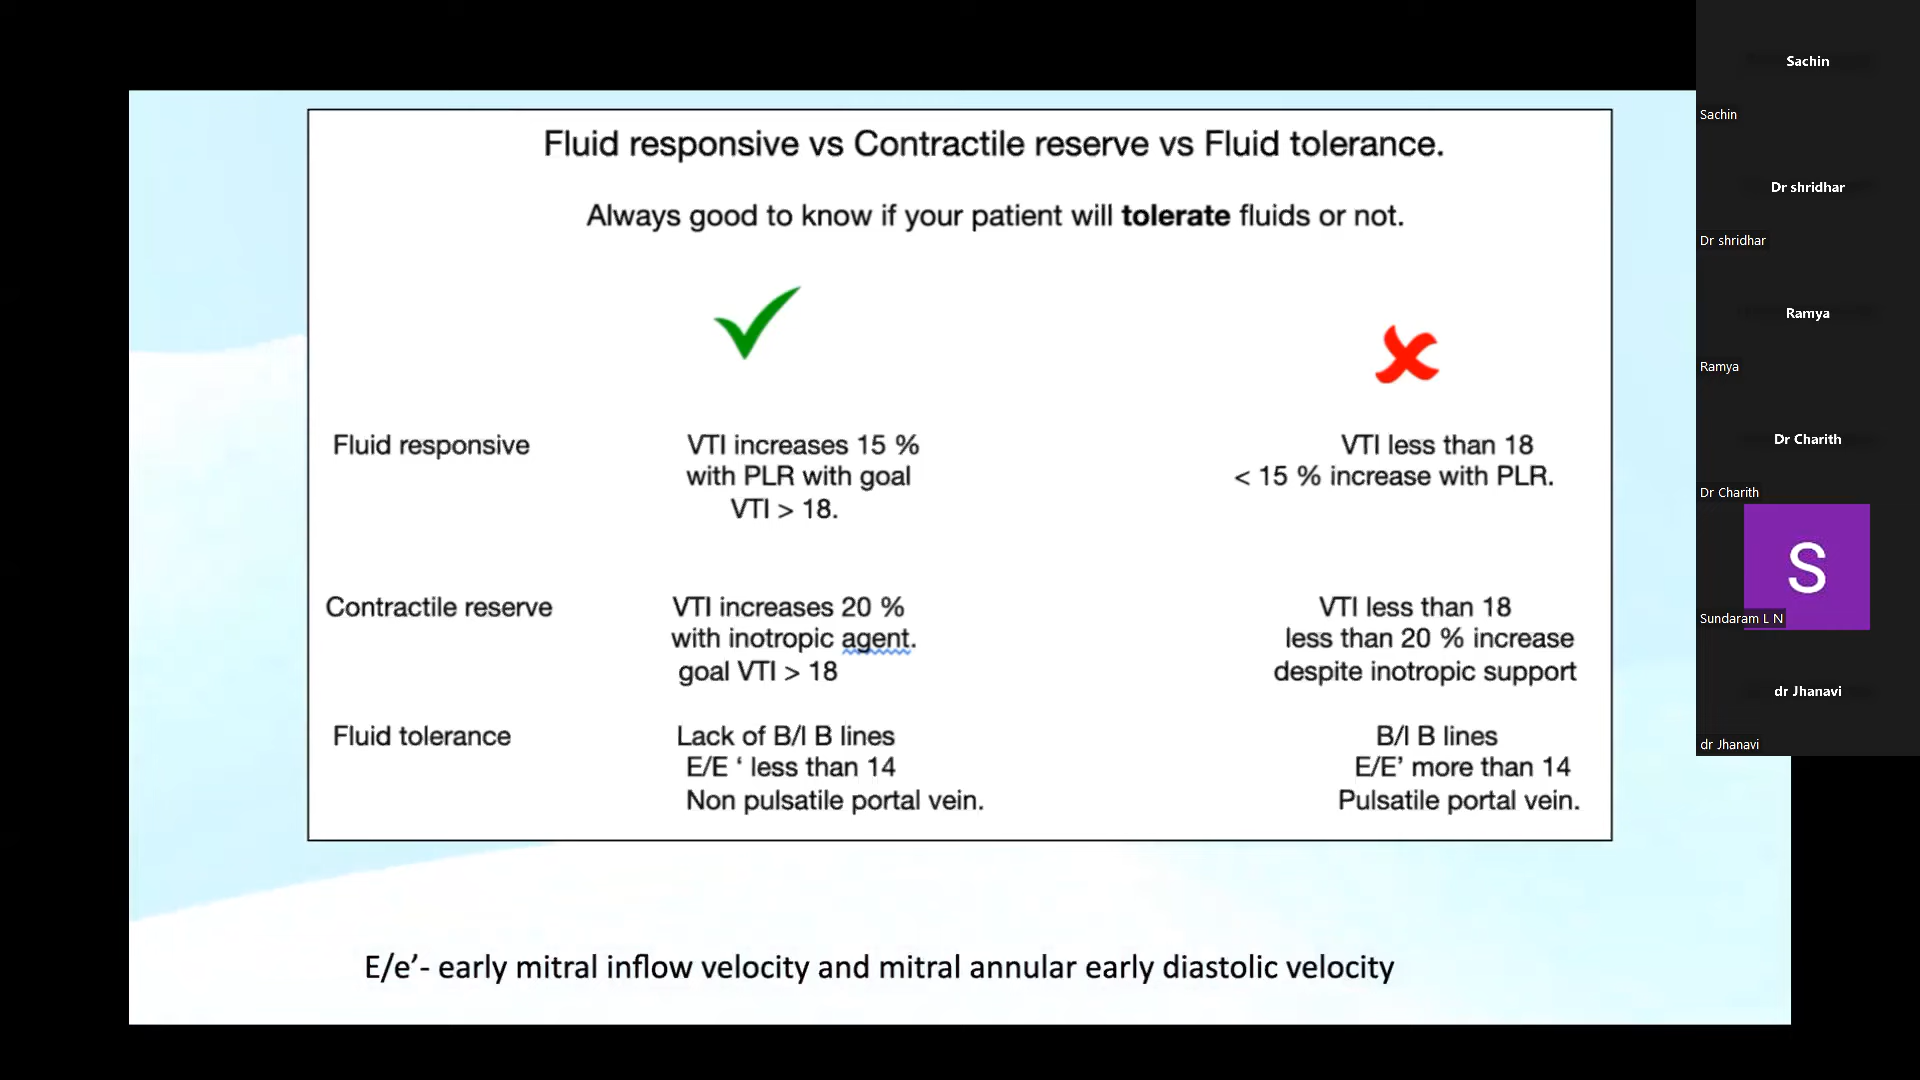 Fluid responsive vs Contractile reserve vs Fluid tolerance.
Always good to know if your patient will tolerate fluids or not.
Fluid responsive
VTI increases 15 %
with PLR with goal
VTI > 18.
VTI less than 18
< 15 % increase with PLR.
Contractile reserve
VTI increases 20 %
with inotropic agent.
goal VTI > 18
VTI less than 18
less than 20 % increase
despite inotropic support
Fluid tolerance
Lack of B/l B lines
E/E ‘ less than 14
Non pulsatile portal vein.
B/l B lines
E/E’ more than 14
Pulsatile portal vein.
E/e’- early mitral inflow velocity and mitral annular early diastolic velocity
Sachin
Sachin
Dr shridhar
Dr shridhar
Ramya
Ramya
Dr Charith
Dr Charith
S
Sundaram L N
dr Jhanavi
dr Jhanavi